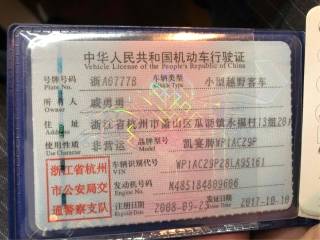 中华人民共和国机动车行驶证
Vehicle License of the People's Republic of China
号牌号码 浙A0777B 车辆类型 小型越野客车
Plate No. Vehicle Type
所有人 戚勇勇
Owner
住址 浙江省杭州市萧山区瓜沥镇永福村13组28户
Address
使用性质 非营运 品牌型号 凯宴牌WP1AC29P
Use Character Model
浙江省杭州
市公安局交
通警察支队
车辆识别代号 WP1AC29P28LA95161
VIN
发动机号码 M485184809606
Engine No.
注册日期 2008-09-23 发证日期 2017-10-10
Register Date Issue Date